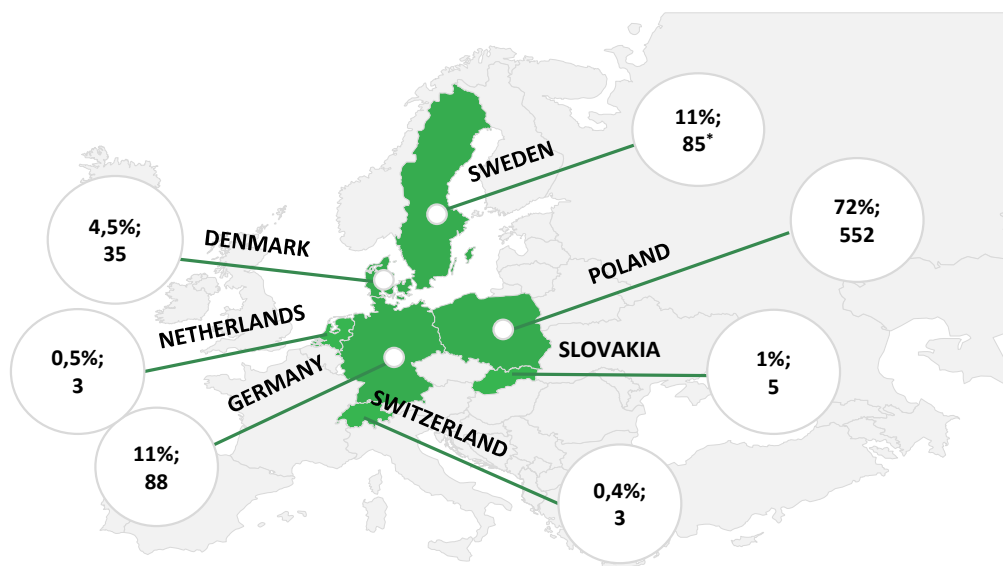 11%;
85*
SWEDEN
72%;
552
4,5%;
35
DENMARK
POLAND
NETHERLANDS
0,5%;
3
SLOVAKIA
1%;
5
GERMANY
SWITZERLAND
11%;
88
0,4%;
3